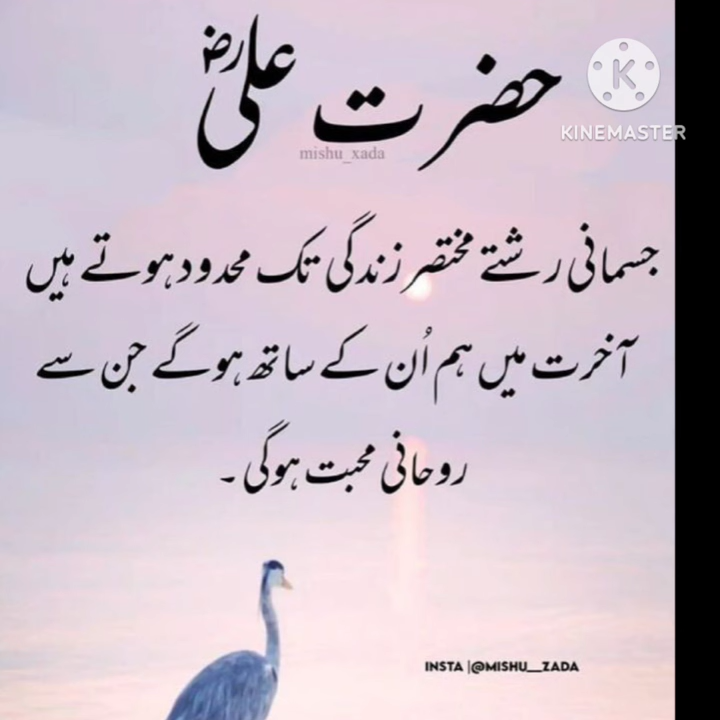 حضرت علی رض
KINEMASTER
mishu_xada
جسمانی رشتے مختصر زندگی تک محدود ہوتے ہیں
آخرت میں ہم اُن کے ساتھ ہوگے جن سے
روحانی محبت ہوگی ۔
INSTA |@MISHU__ZADA